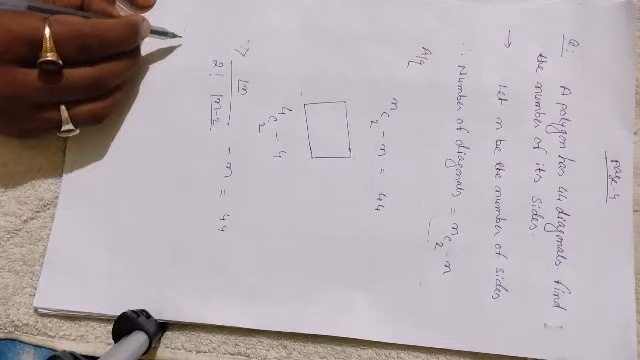 Page-4
Q:- A polygon has 44 diagonals. Find
the number of its sides.
→ Let n be the number of sides
∴ Number of diagonals = ⁿC₂ - n
A/q
ⁿC₂ - n = 44
⁴C₂ - 4
⇒ |n / 2! |n-2 - n = 44